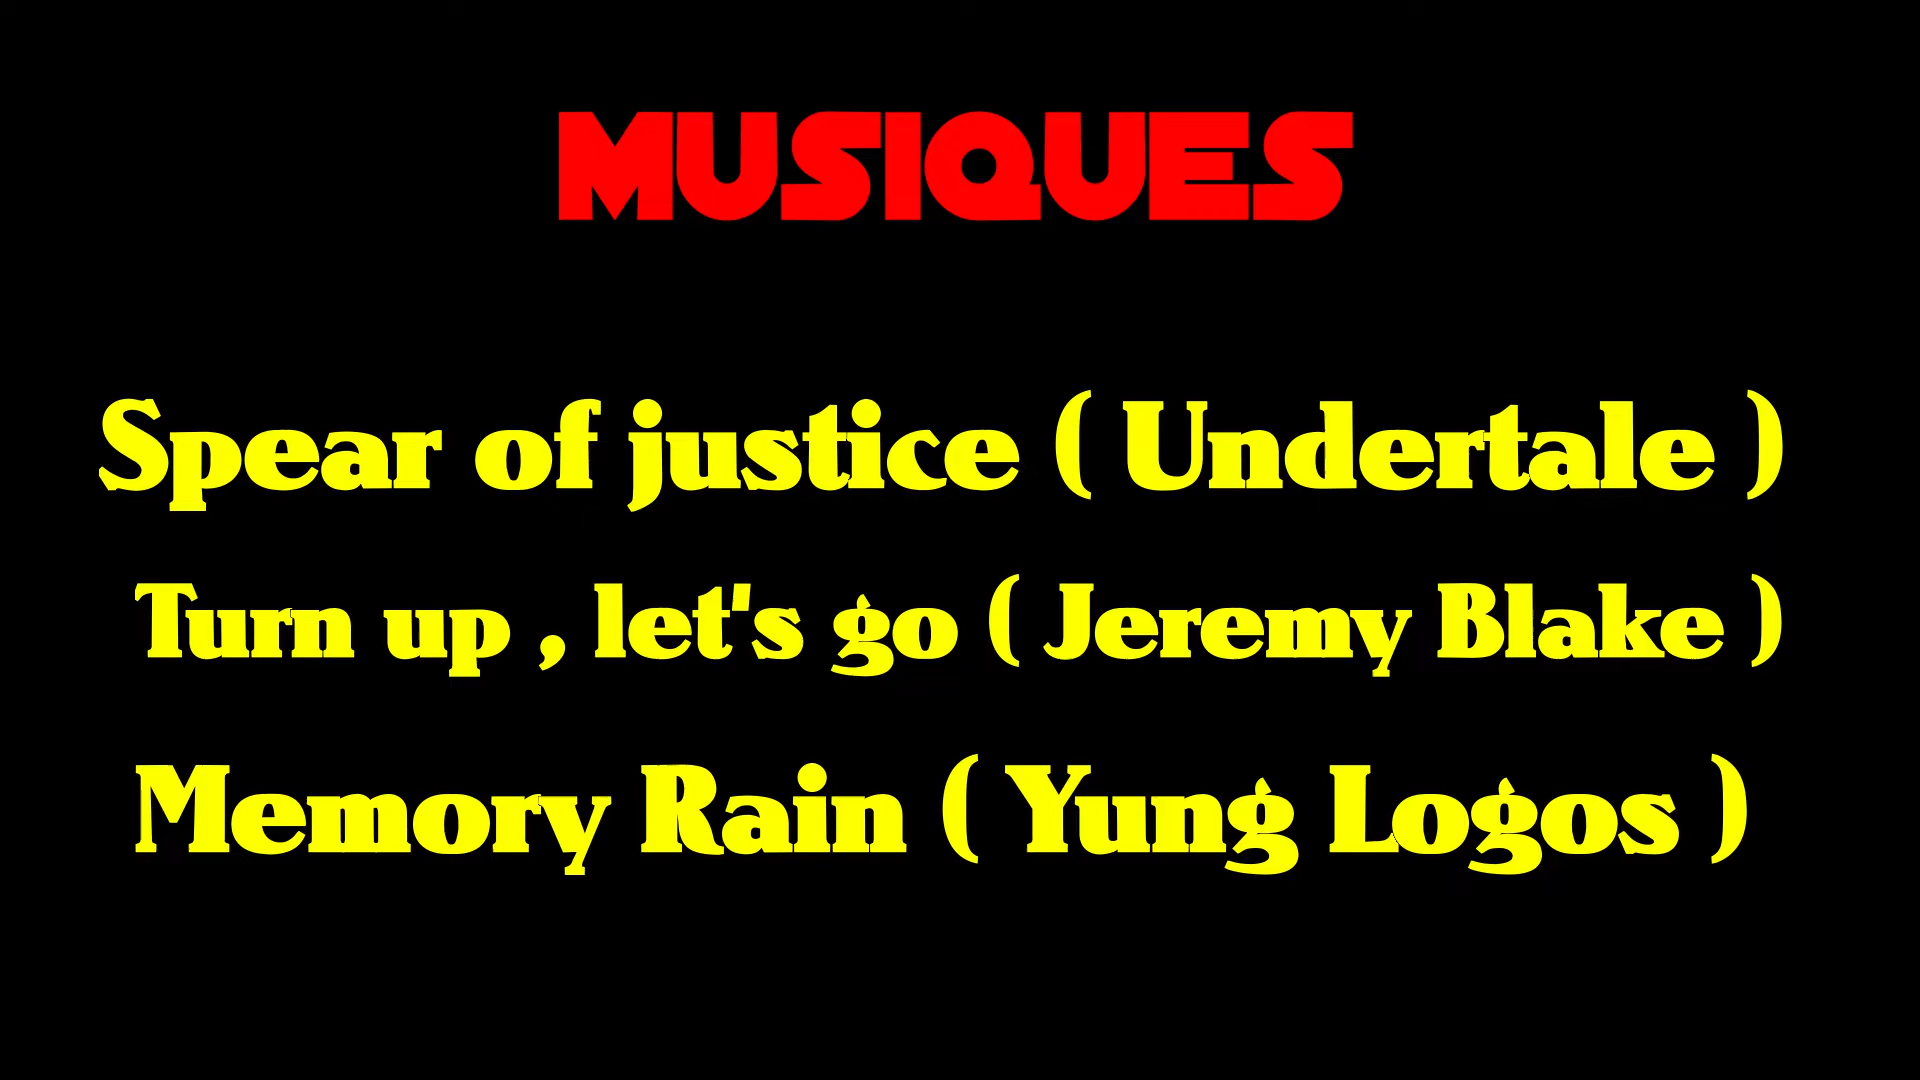 MUSIQUES
Spear of justice ( Undertale )
Turn up , let's go ( Jeremy Blake )
Memory Rain ( Yung Logos )